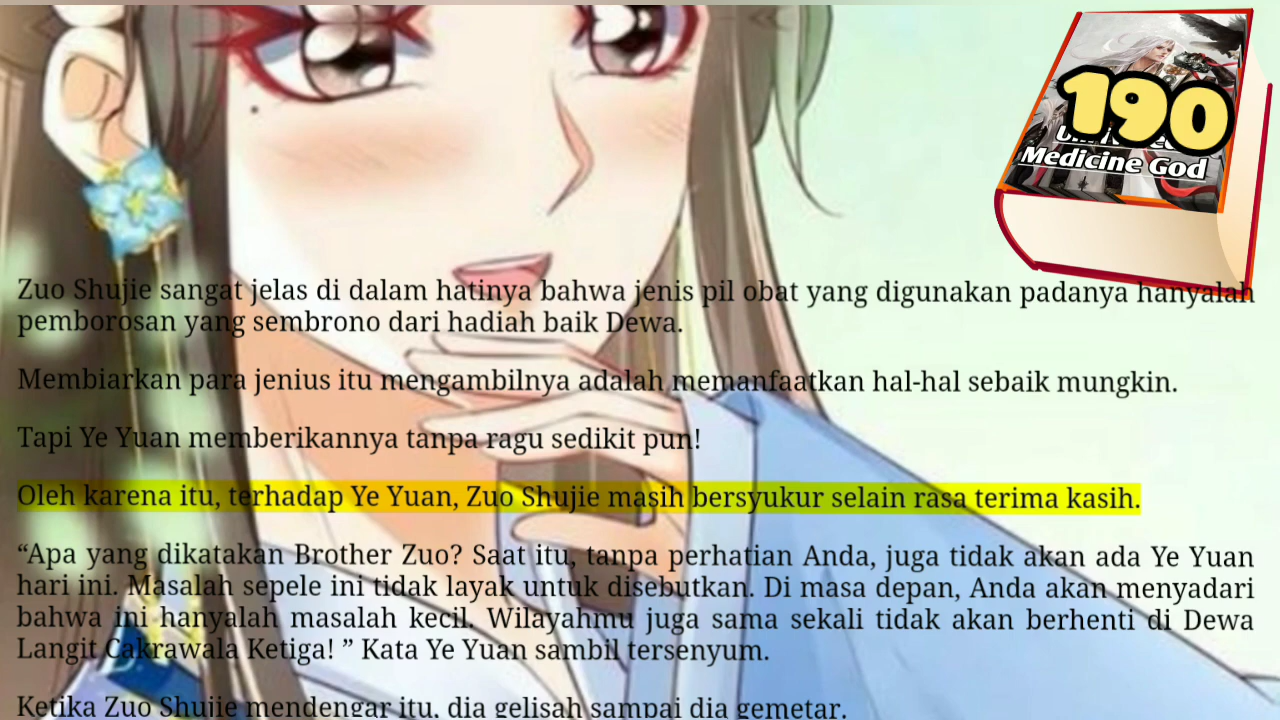 190
Medicine God
Zuo Shujie sangat jelas di dalam hatinya bahwa jenis pil obat yang digunakan padanya hanyalah
pemborosan yang sembrono dari hadiah baik Dewa.
Membiarkan para jenius itu mengambilnya adalah memanfaatkan hal-hal sebaik mungkin.
Tapi Ye Yuan memberikannya tanpa ragu sedikit pun!
Oleh karena itu, terhadap Ye Yuan, Zuo Shujie masih bersyukur selain rasa terima kasih.
“Apa yang dikatakan Brother Zuo? Saat itu, tanpa perhatian Anda, juga tidak akan ada Ye Yuan
hari ini. Masalah sepele ini tidak layak untuk disebutkan. Di masa depan, Anda akan menyadari
bahwa ini hanyalah masalah kecil. Wilayahmu juga sama sekali tidak akan berhenti di Dewa
Langit Cakrawala Ketiga! ” Kata Ye Yuan sambil tersenyum.
Ketika Zuo Shujie mendengar itu, dia gelisah sampai dia gemetar.